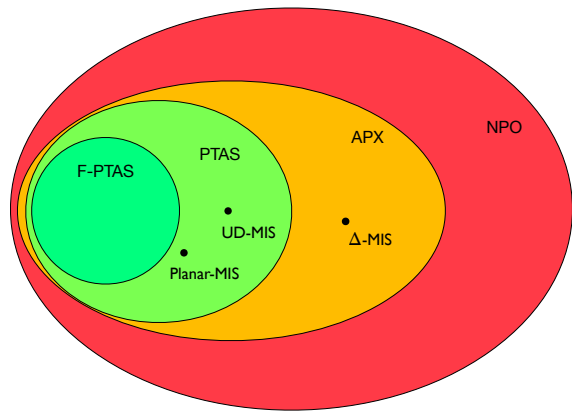 NPO
APX
PTAS
F-PTAS
UD-MIS
Δ-MIS
Planar-MIS